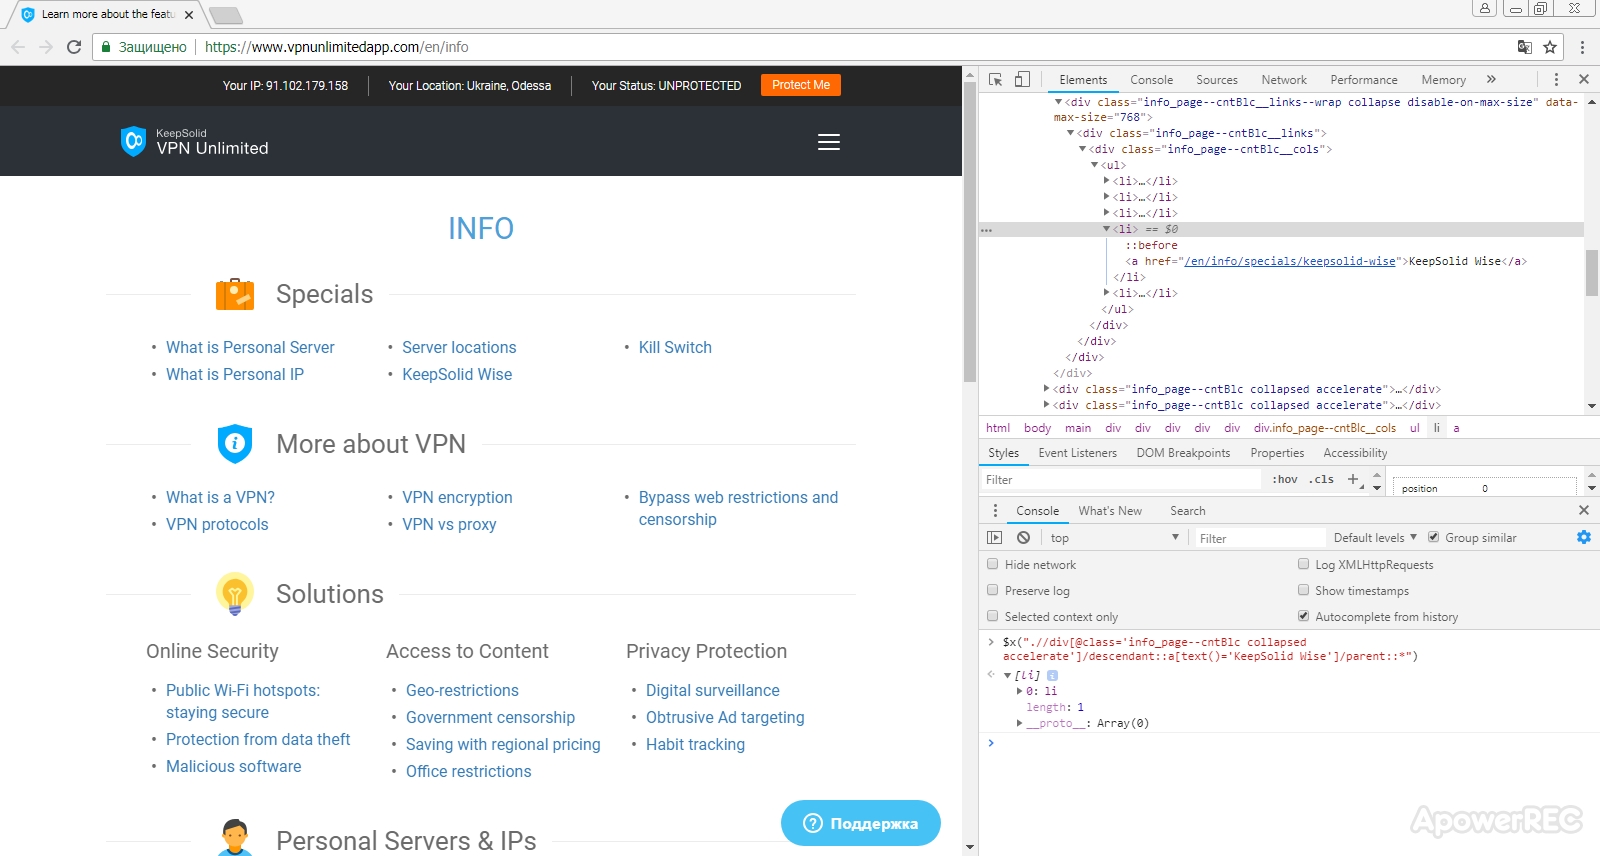 Learn more about the featu
Защищено
https://www.vpnunlimitedapp.com/en/info
Your IP: 91.102.179.158
Your Location: Ukraine, Odessa
Your Status: UNPROTECTED
Protect Me
KeepSolid
VPN Unlimited
INFO
Specials
• What is Personal Server
• Server locations
• Kill Switch
• What is Personal IP
• KeepSolid Wise
More about VPN
• What is a VPN?
• VPN encryption
• Bypass web restrictions and
censorship
• VPN protocols
• VPN vs proxy
Solutions
Online Security
• Public Wi-Fi hotspots:
staying secure
• Protection from data theft
• Malicious software
Access to Content
• Geo-restrictions
• Government censorship
• Saving with regional pricing
• Office restrictions
Privacy Protection
• Digital surveillance
• Obtrusive Ad targeting
• Habit tracking
Personal Servers & IPs
Поддержка
Elements Console Sources Network Performance Memory »
<div class="info_page--cntBlc__links--wrap collapse disable-on-max-size" data-
max-size="768">
<div class="info_page--cntBlc__links">
<div class="info_page--cntBlc__cols">
<ul>
<li>…</li>
<li>…</li>
<li>…</li>
<li> == $0
::before
<a href="/en/info/specials/keepsolid-wise">KeepSolid Wise</a>
</li>
<li>…</li>
</ul>
</div>
</div>
</div>
</div>
<div class="info_page--cntBlc collapsed accelerate">…</div>
<div class="info_page--cntBlc collapsed accelerate">…</div>
html body main div div div div div div.info_page--cntBlc__cols ul li a
Styles Event Listeners DOM Breakpoints Properties Accessibility
Filter :hov .cls +
position 0
Console What's New Search
top Filter Default levels Group similar
Hide network
Log XMLHttpRequests
Preserve log
Show timestamps
Selected context only
Autocomplete from history
> $x(".//div[@class='info_page--cntBlc collapsed
accelerate']/descendant::a[text()='KeepSolid Wise']/parent::*")
[li] i
0: li
length: 1
__proto__: Array(0)
>
ApowerREC